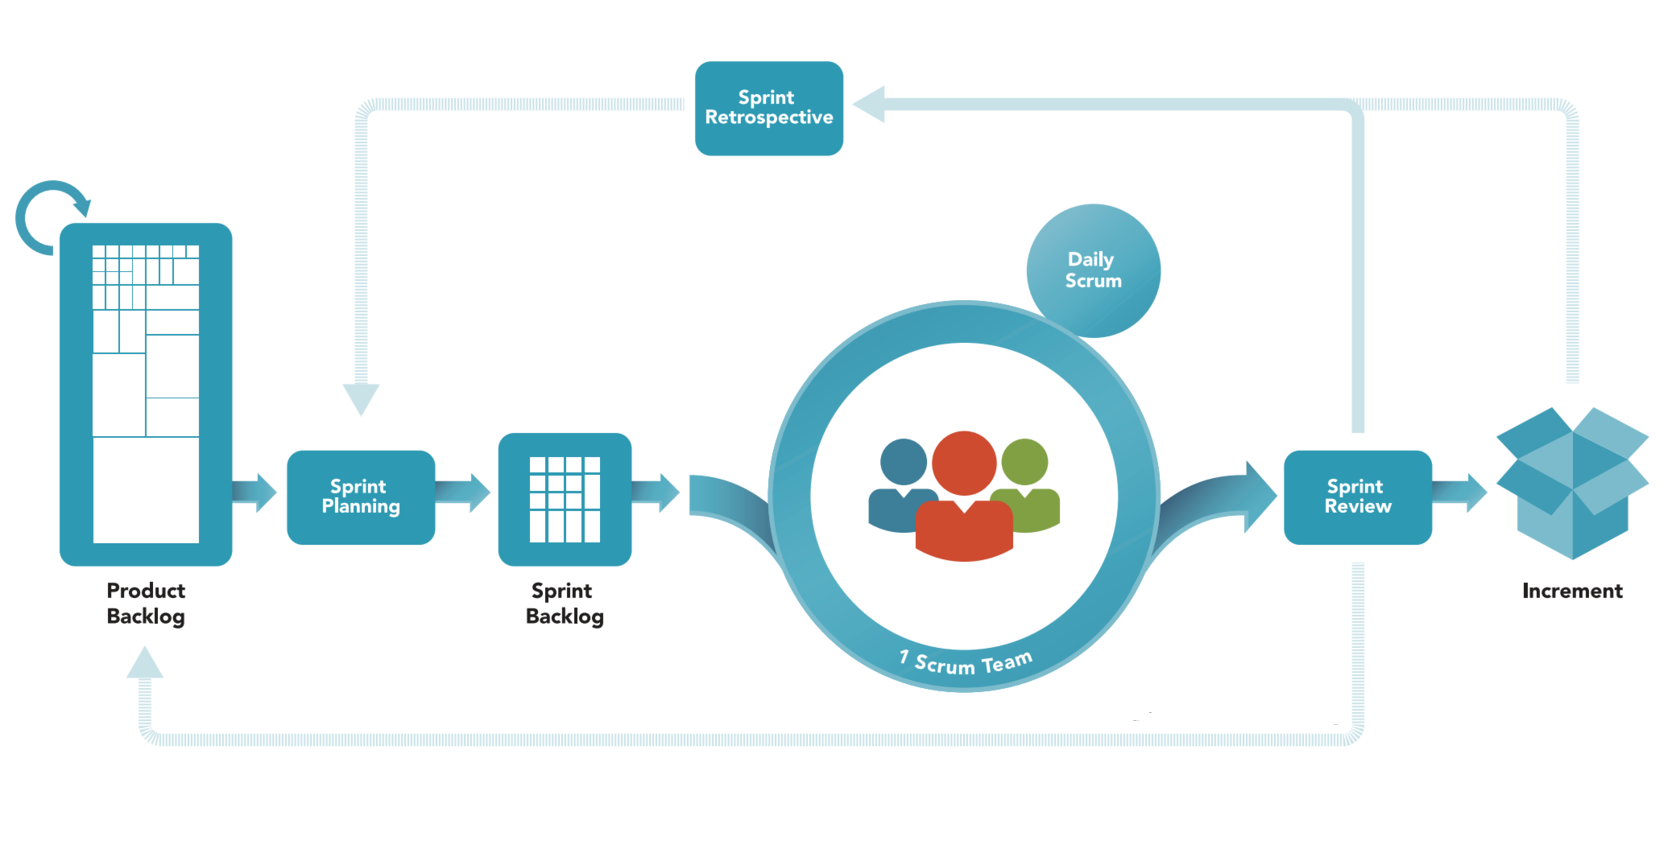 Sprint
Retrospective
Daily
Scrum
Sprint
Planning
Sprint
Review
Product
Backlog
Sprint
Backlog
Increment
1 Scrum Team